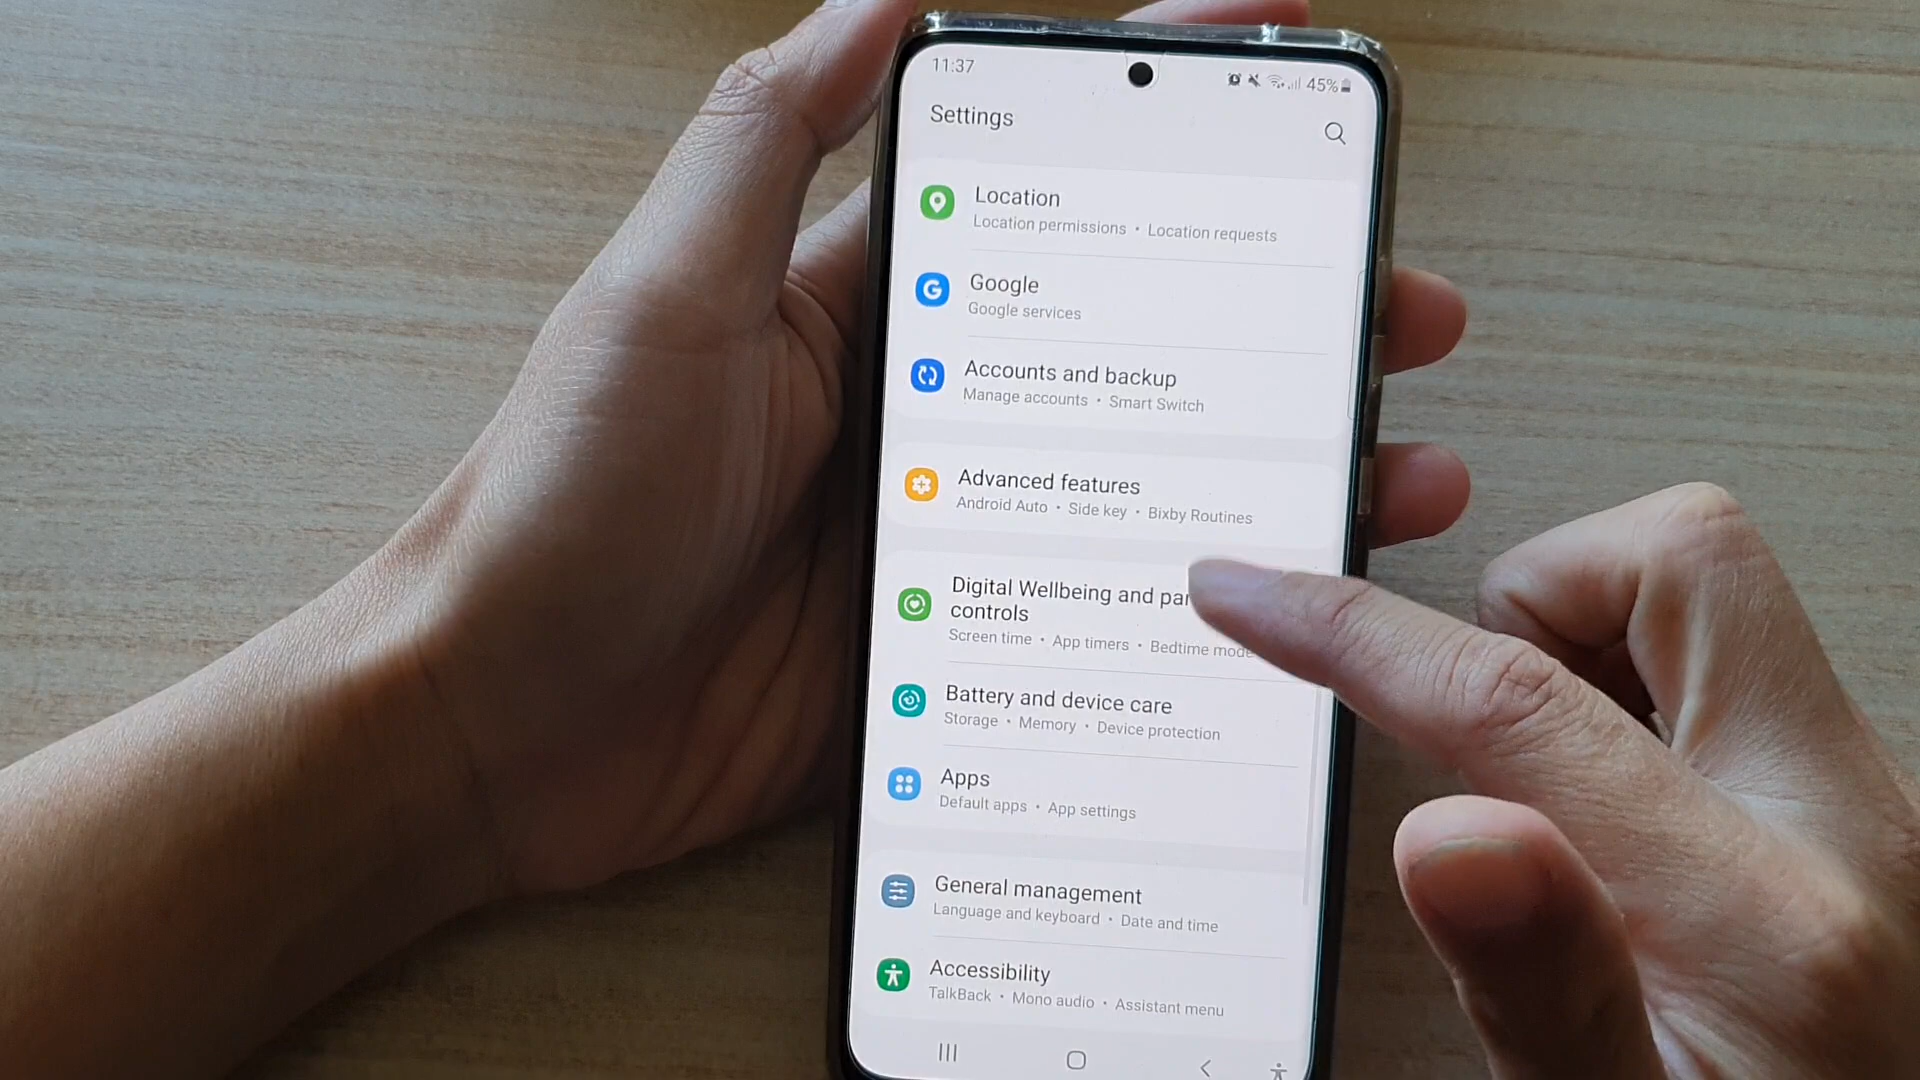 11:37
45%
Settings
Location
Location permissions • Location requests
Google
Google services
Accounts and backup
Manage accounts • Smart Switch
Advanced features
Android Auto • Side key • Bixby Routines
Digital Wellbeing and
controls
Screen time • App timers • Bedtime mode
Battery and device care
Storage • Memory • Device protection
Apps
Default apps • App settings
General management
Language and keyboard • Date and time
Accessibility
TalkBack • Mono audio • Assistant menu